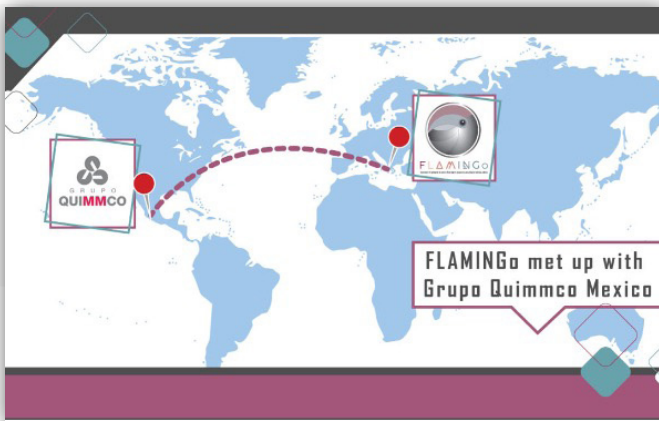 GRUPO
QUIMMCO
FLAMINGo
FLAMINGo met up with
Grupo Quimmco Mexico